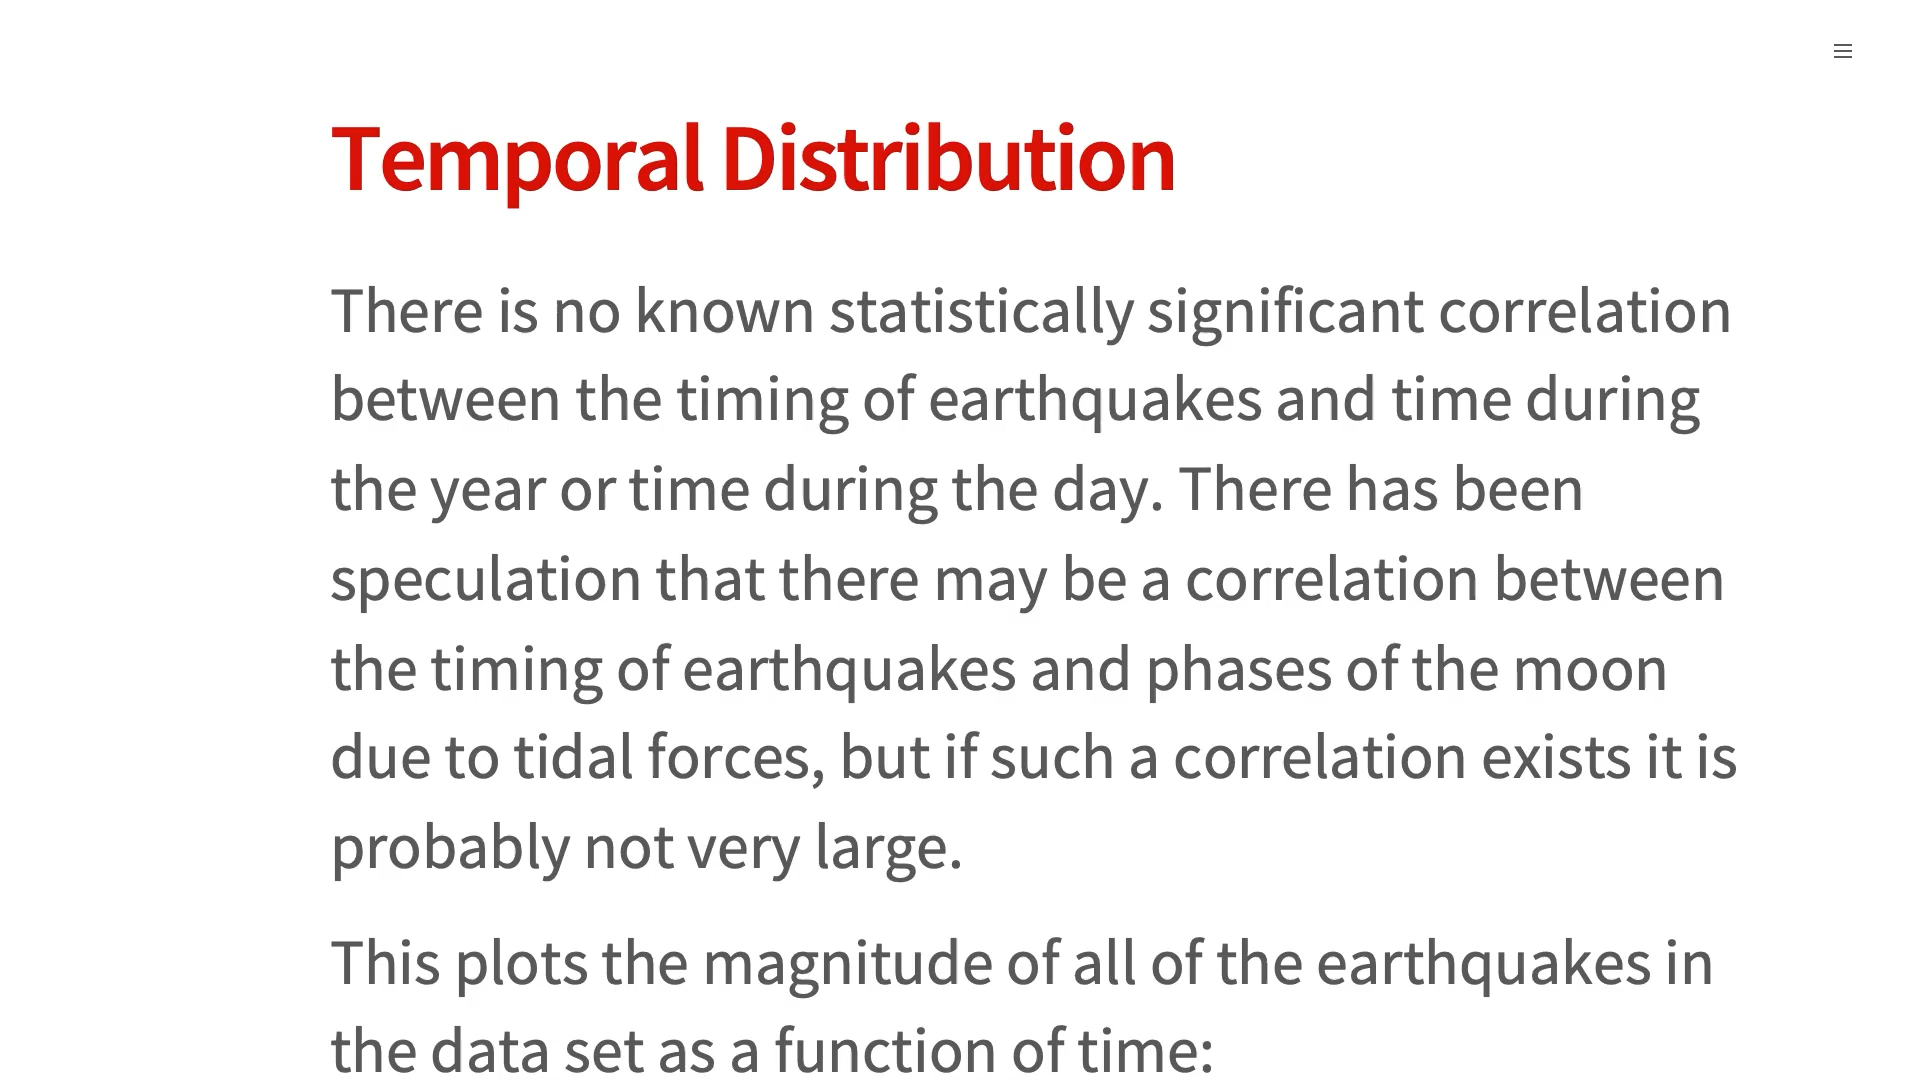 Temporal Distribution
There is no known statistically significant correlation
between the timing of earthquakes and time during
the year or time during the day. There has been
speculation that there may be a correlation between
the timing of earthquakes and phases of the moon
due to tidal forces, but if such a correlation exists it is
probably not very large.
This plots the magnitude of all of the earthquakes in
the data set as a function of time: